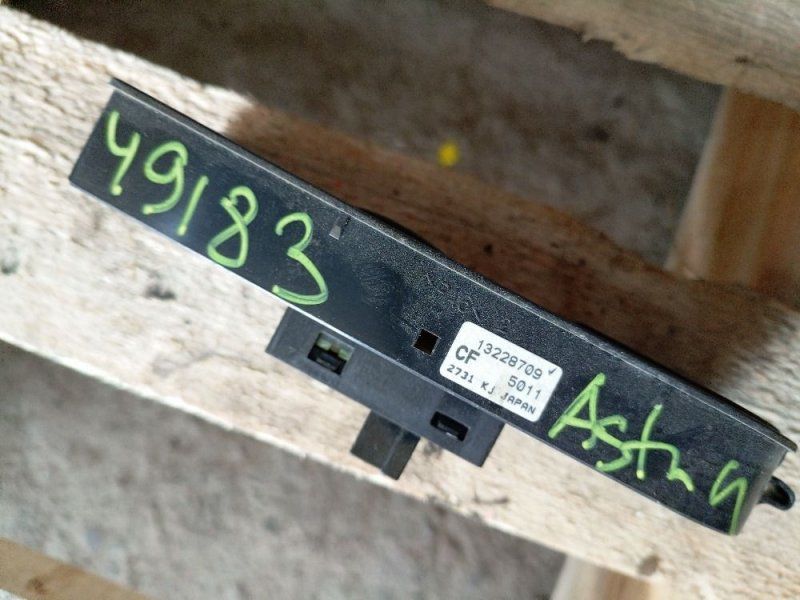 49183
13228709
CF 5011
2731 KJ JAPAN
Astra